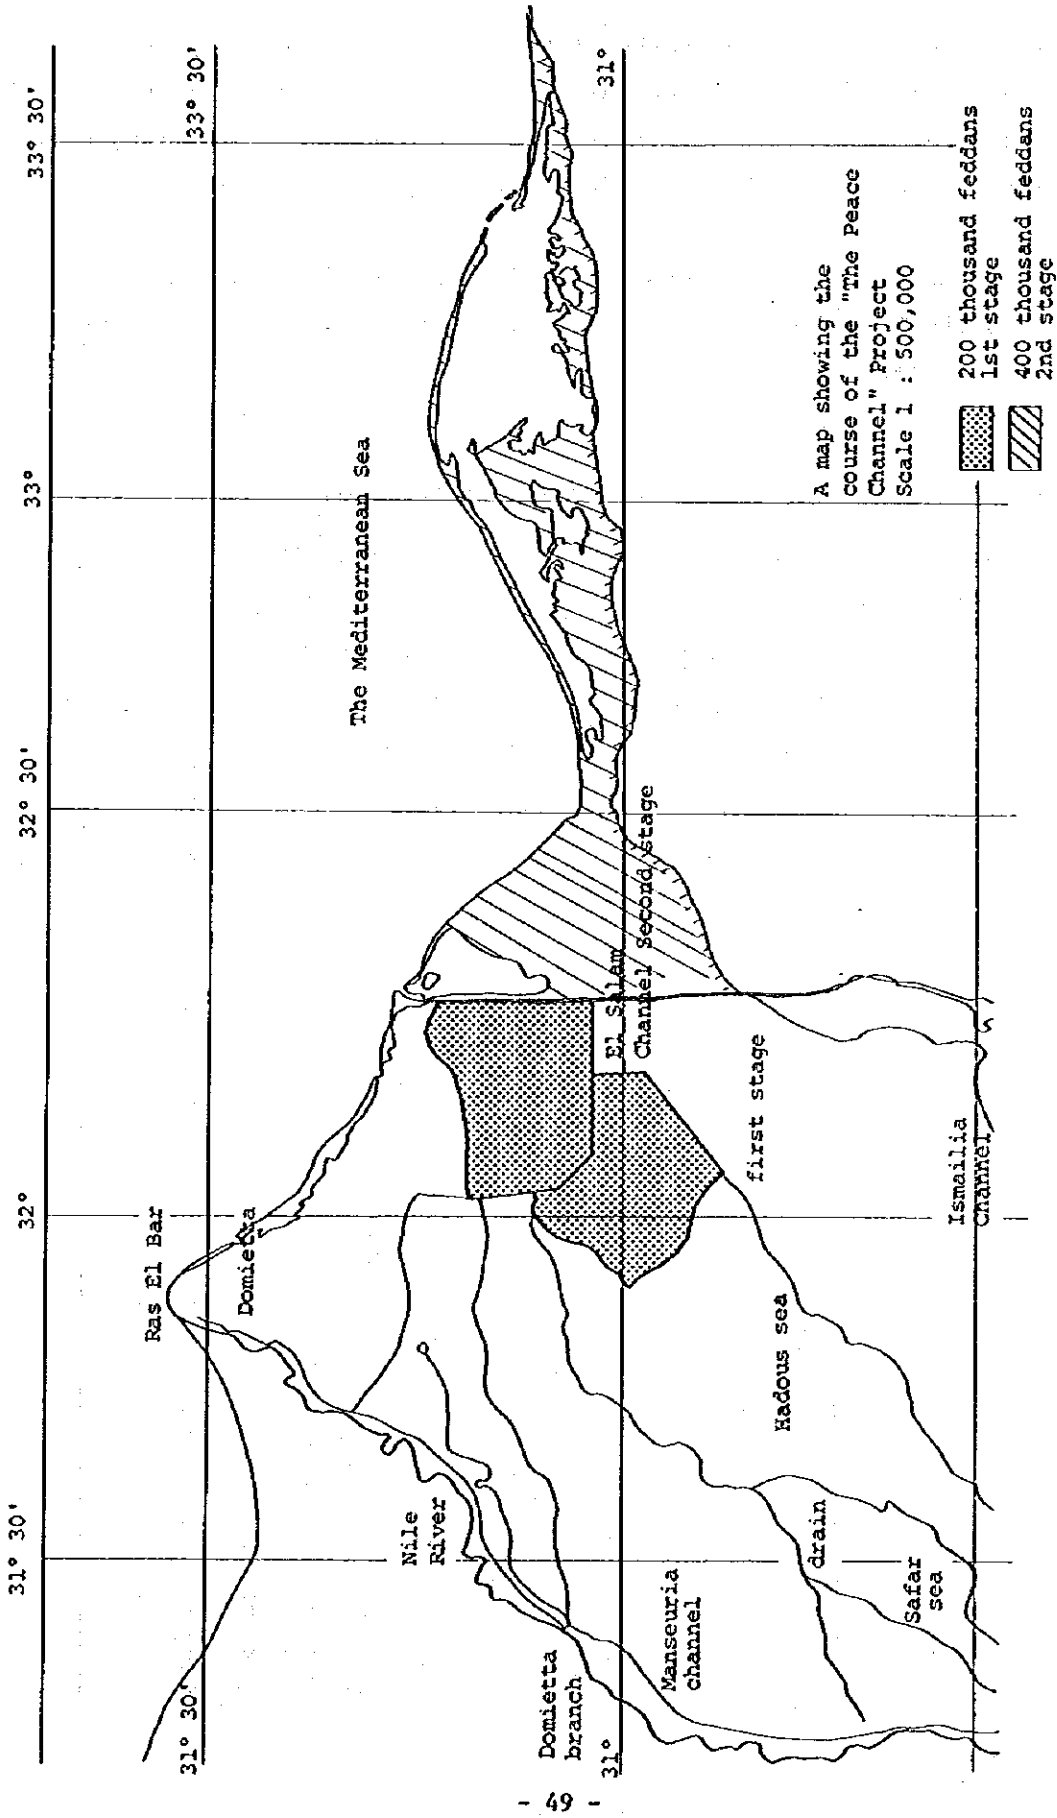 31° 30'
32°
32° 30'
33°
33° 30'
31° 30'
33° 30'
Ras El Bar
Domietta
The Mediterranean Sea
Nile
River
Domietta
branch
31°
31°
El Salam
Channel Second stage
Manseuria
channel
first stage
Hadous sea
drain
Safar
sea
Ismailia
Channel
A map showing the
course of the "The Peace
Channel" Project
Scale 1 : 500,000
200 thousand feddans
1st stage
400 thousand feddans
2nd stage
- 49 -